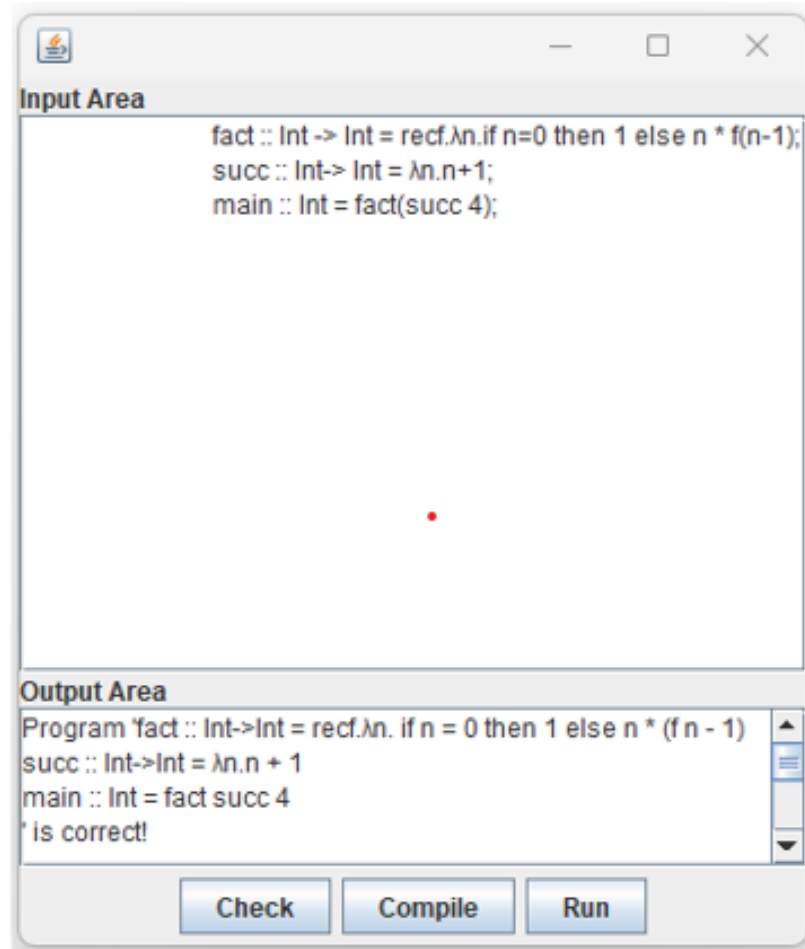 Input Area
fact :: Int -> Int = recf.λn.if n=0 then 1 else n * f(n-1);
succ :: Int-> Int = λn.n+1;
main :: Int = fact(succ 4);
Output Area
Program 'fact :: Int->Int = recf.λn. if n = 0 then 1 else n * (f n - 1)
succ :: Int->Int = λn.n + 1
main :: Int = fact succ 4
' is correct!
Check Compile Run